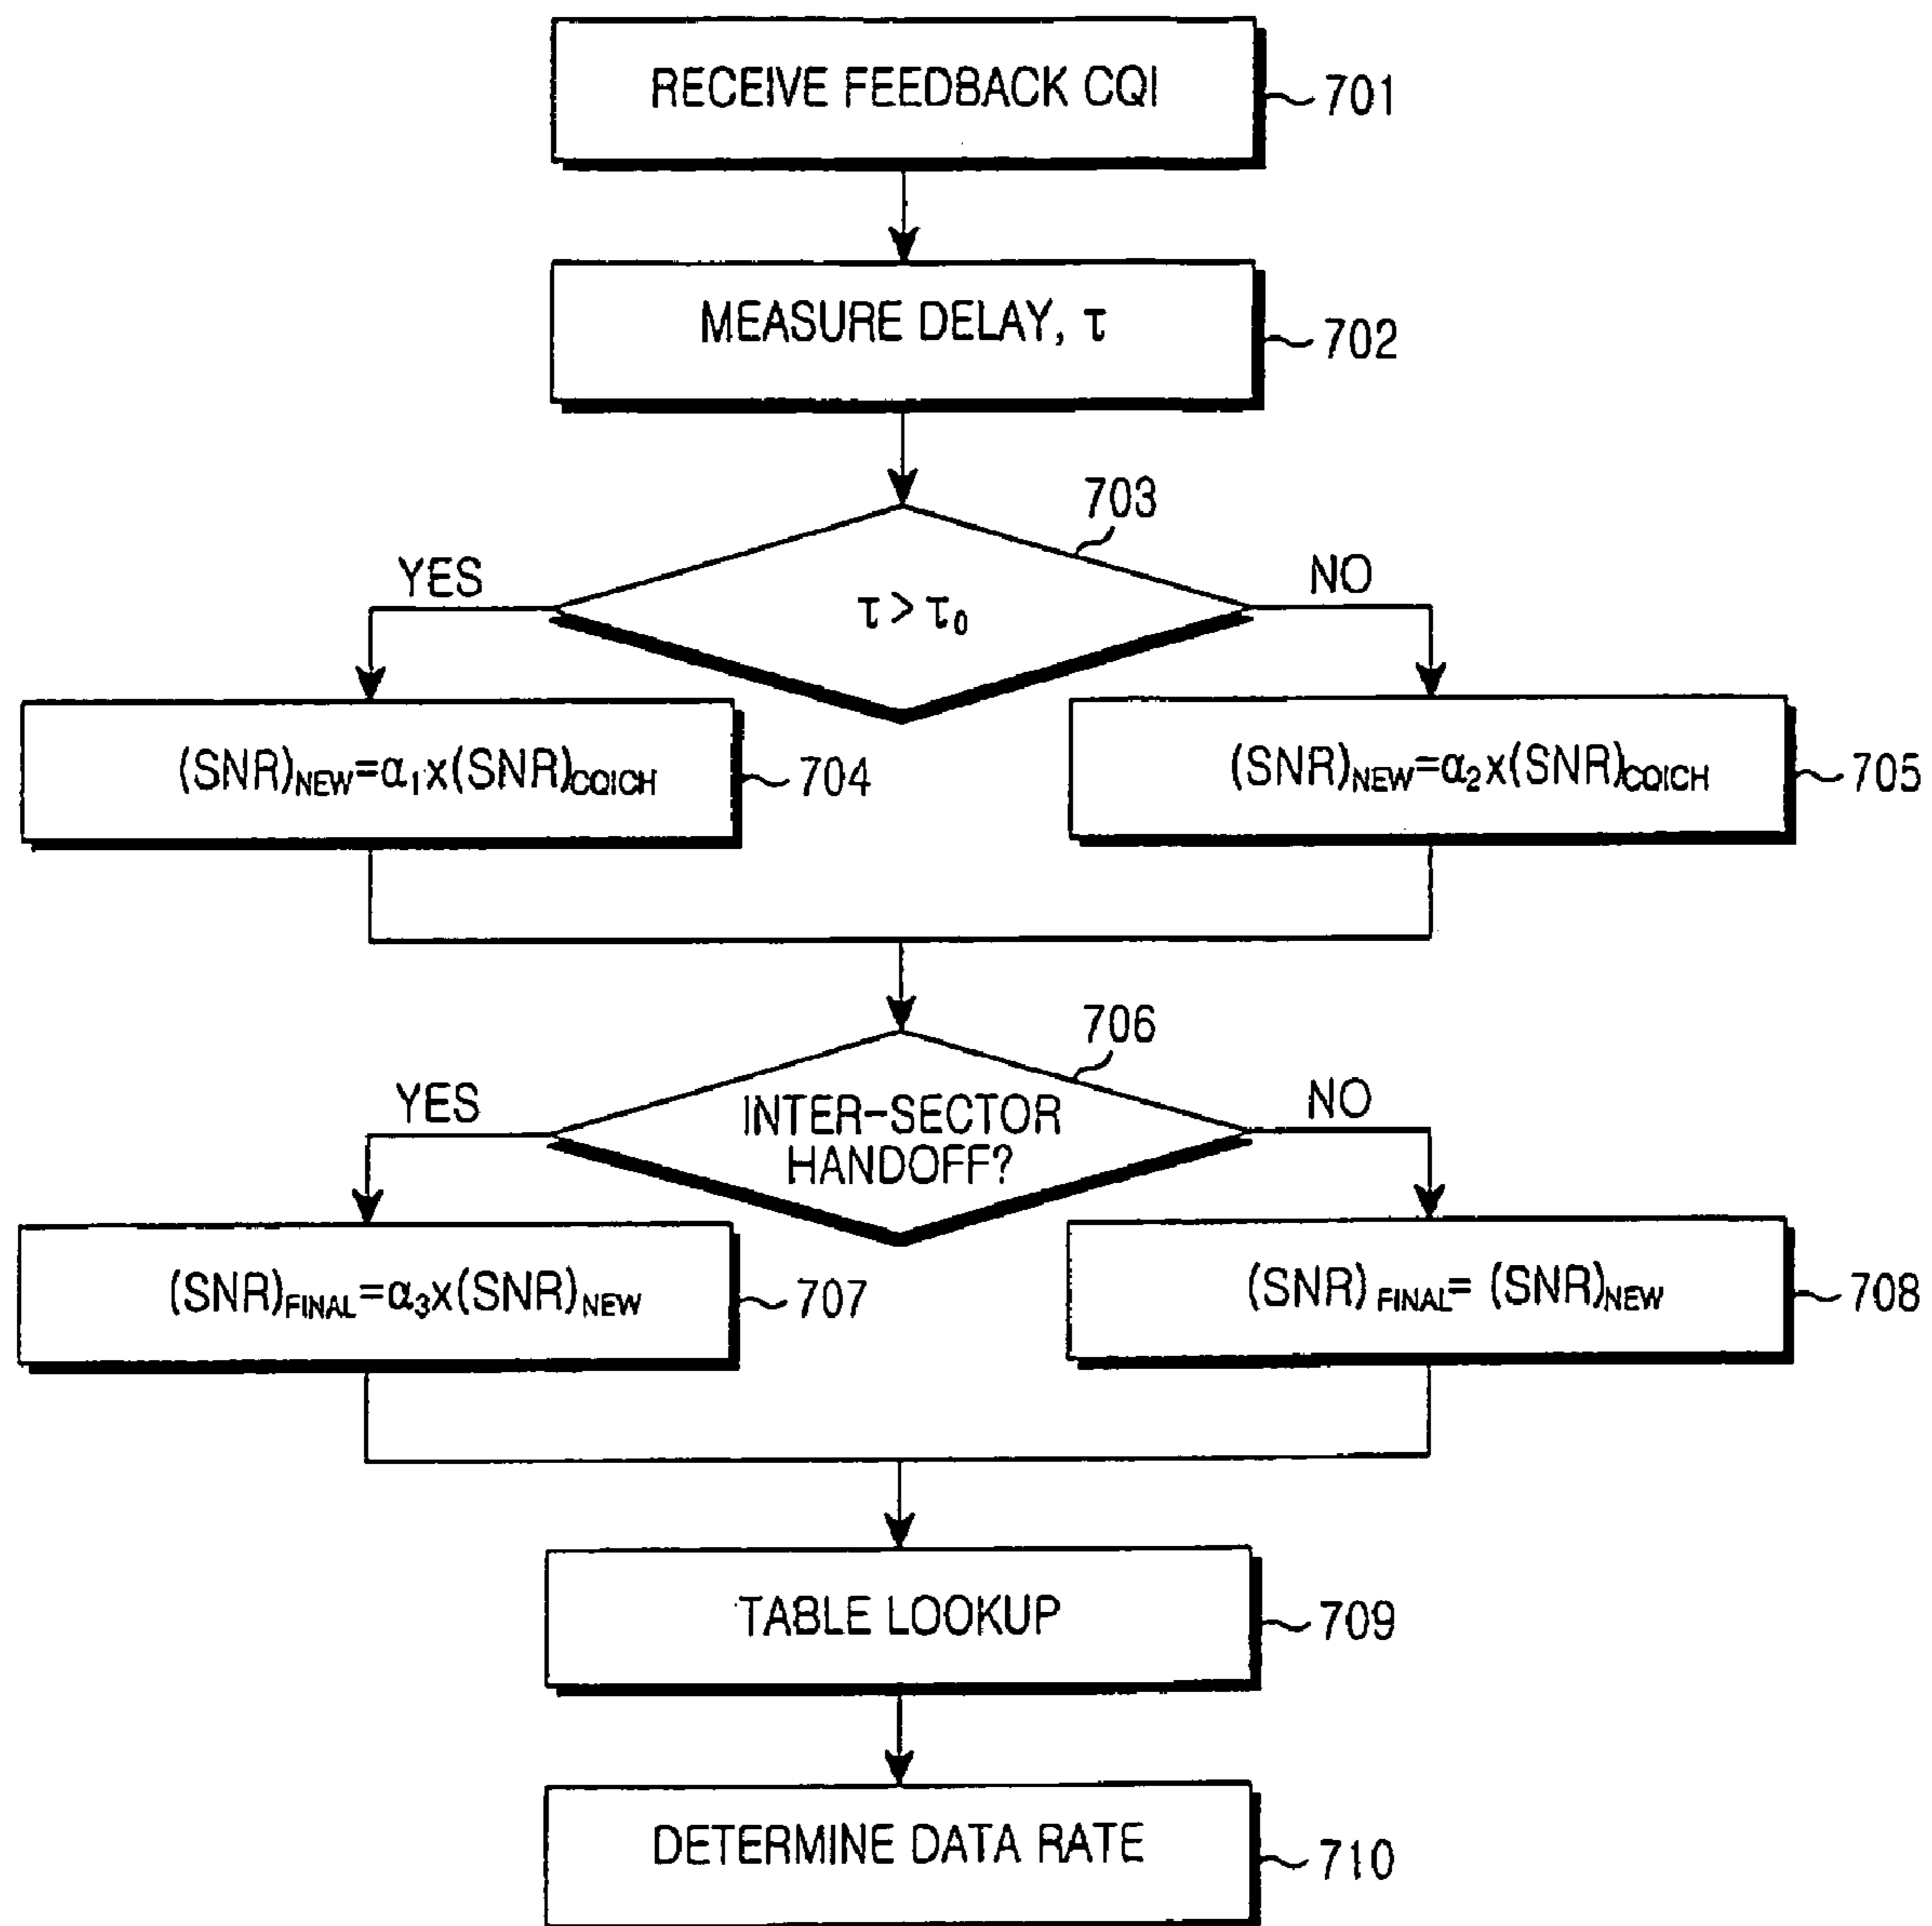 RECEIVE FEEDBACK CQI
701
MEASURE DELAY, τ
702
703
YES
τ > τ₀
NO
(SNR)NEW=α₁x(SNR)CQICH
704
(SNR)NEW=α₂x(SNR)CQICH
705
706
YES
INTER-SECTOR
HANDOFF?
NO
(SNR)FINAL=α₃x(SNR)NEW
707
(SNR) FINAL= (SNR)NEW
708
TABLE LOOKUP
709
DETERMINE DATA RATE
710